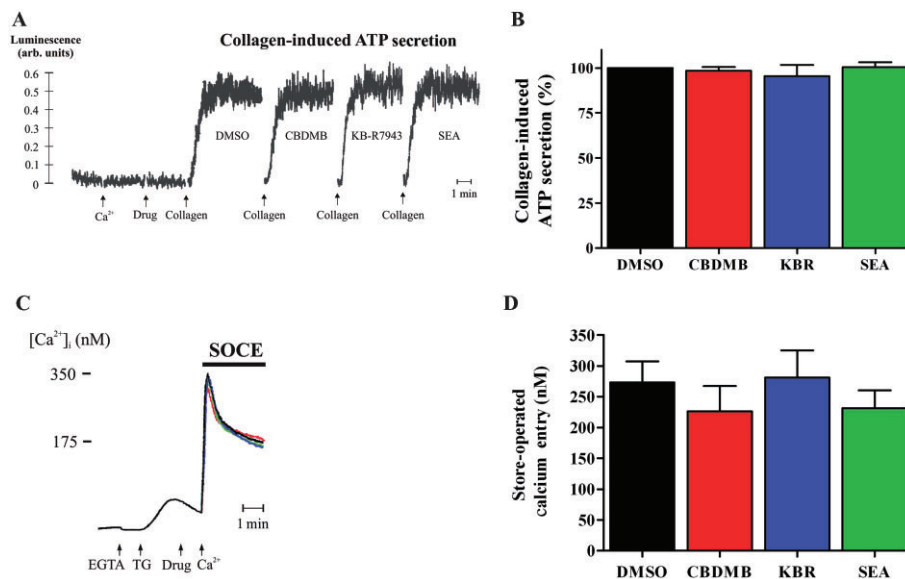 A
Luminescence
(arb. units)
Collagen-induced ATP secretion
0.6
0.5
0.4
0.3
0.2
0.1
0
DMSO
CBDMB
KB-R7943
SEA
1 min
Ca²⁺
Drug
Collagen
Collagen
Collagen
Collagen
B
Collagen-induced
ATP secretion (%)
100
75
50
25
0
DMSO
CBDMB
KBR
SEA
C
[Ca²⁺]ᵢ (nM)
SOCE
350
175
1 min
EGTA
TG
Drug
Ca²⁺
D
Store-operated
calcium entry (nM)
350
300
250
200
150
100
50
0
DMSO
CBDMB
KBR
SEA